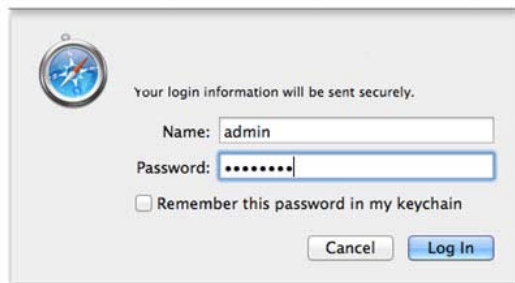 Your login information will be sent securely.
Name: admin
Password: ••••••••
Remember this password in my keychain
Cancel Log In